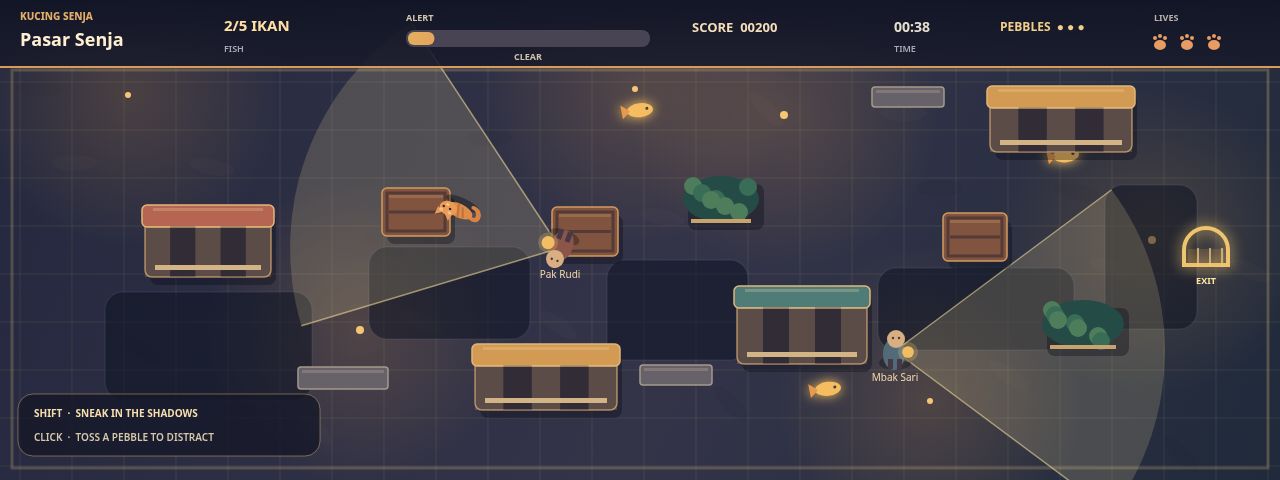 KUCING SENJA
Pasar Senja
2/5 IKAN
FISH
ALERT
CLEAR
SCORE 00200
00:38
TIME
PEBBLES
LIVES
Pak Rudi
Mbak Sari
EXIT
SHIFT · SNEAK IN THE SHADOWS
CLICK · TOSS A PEBBLE TO DISTRACT